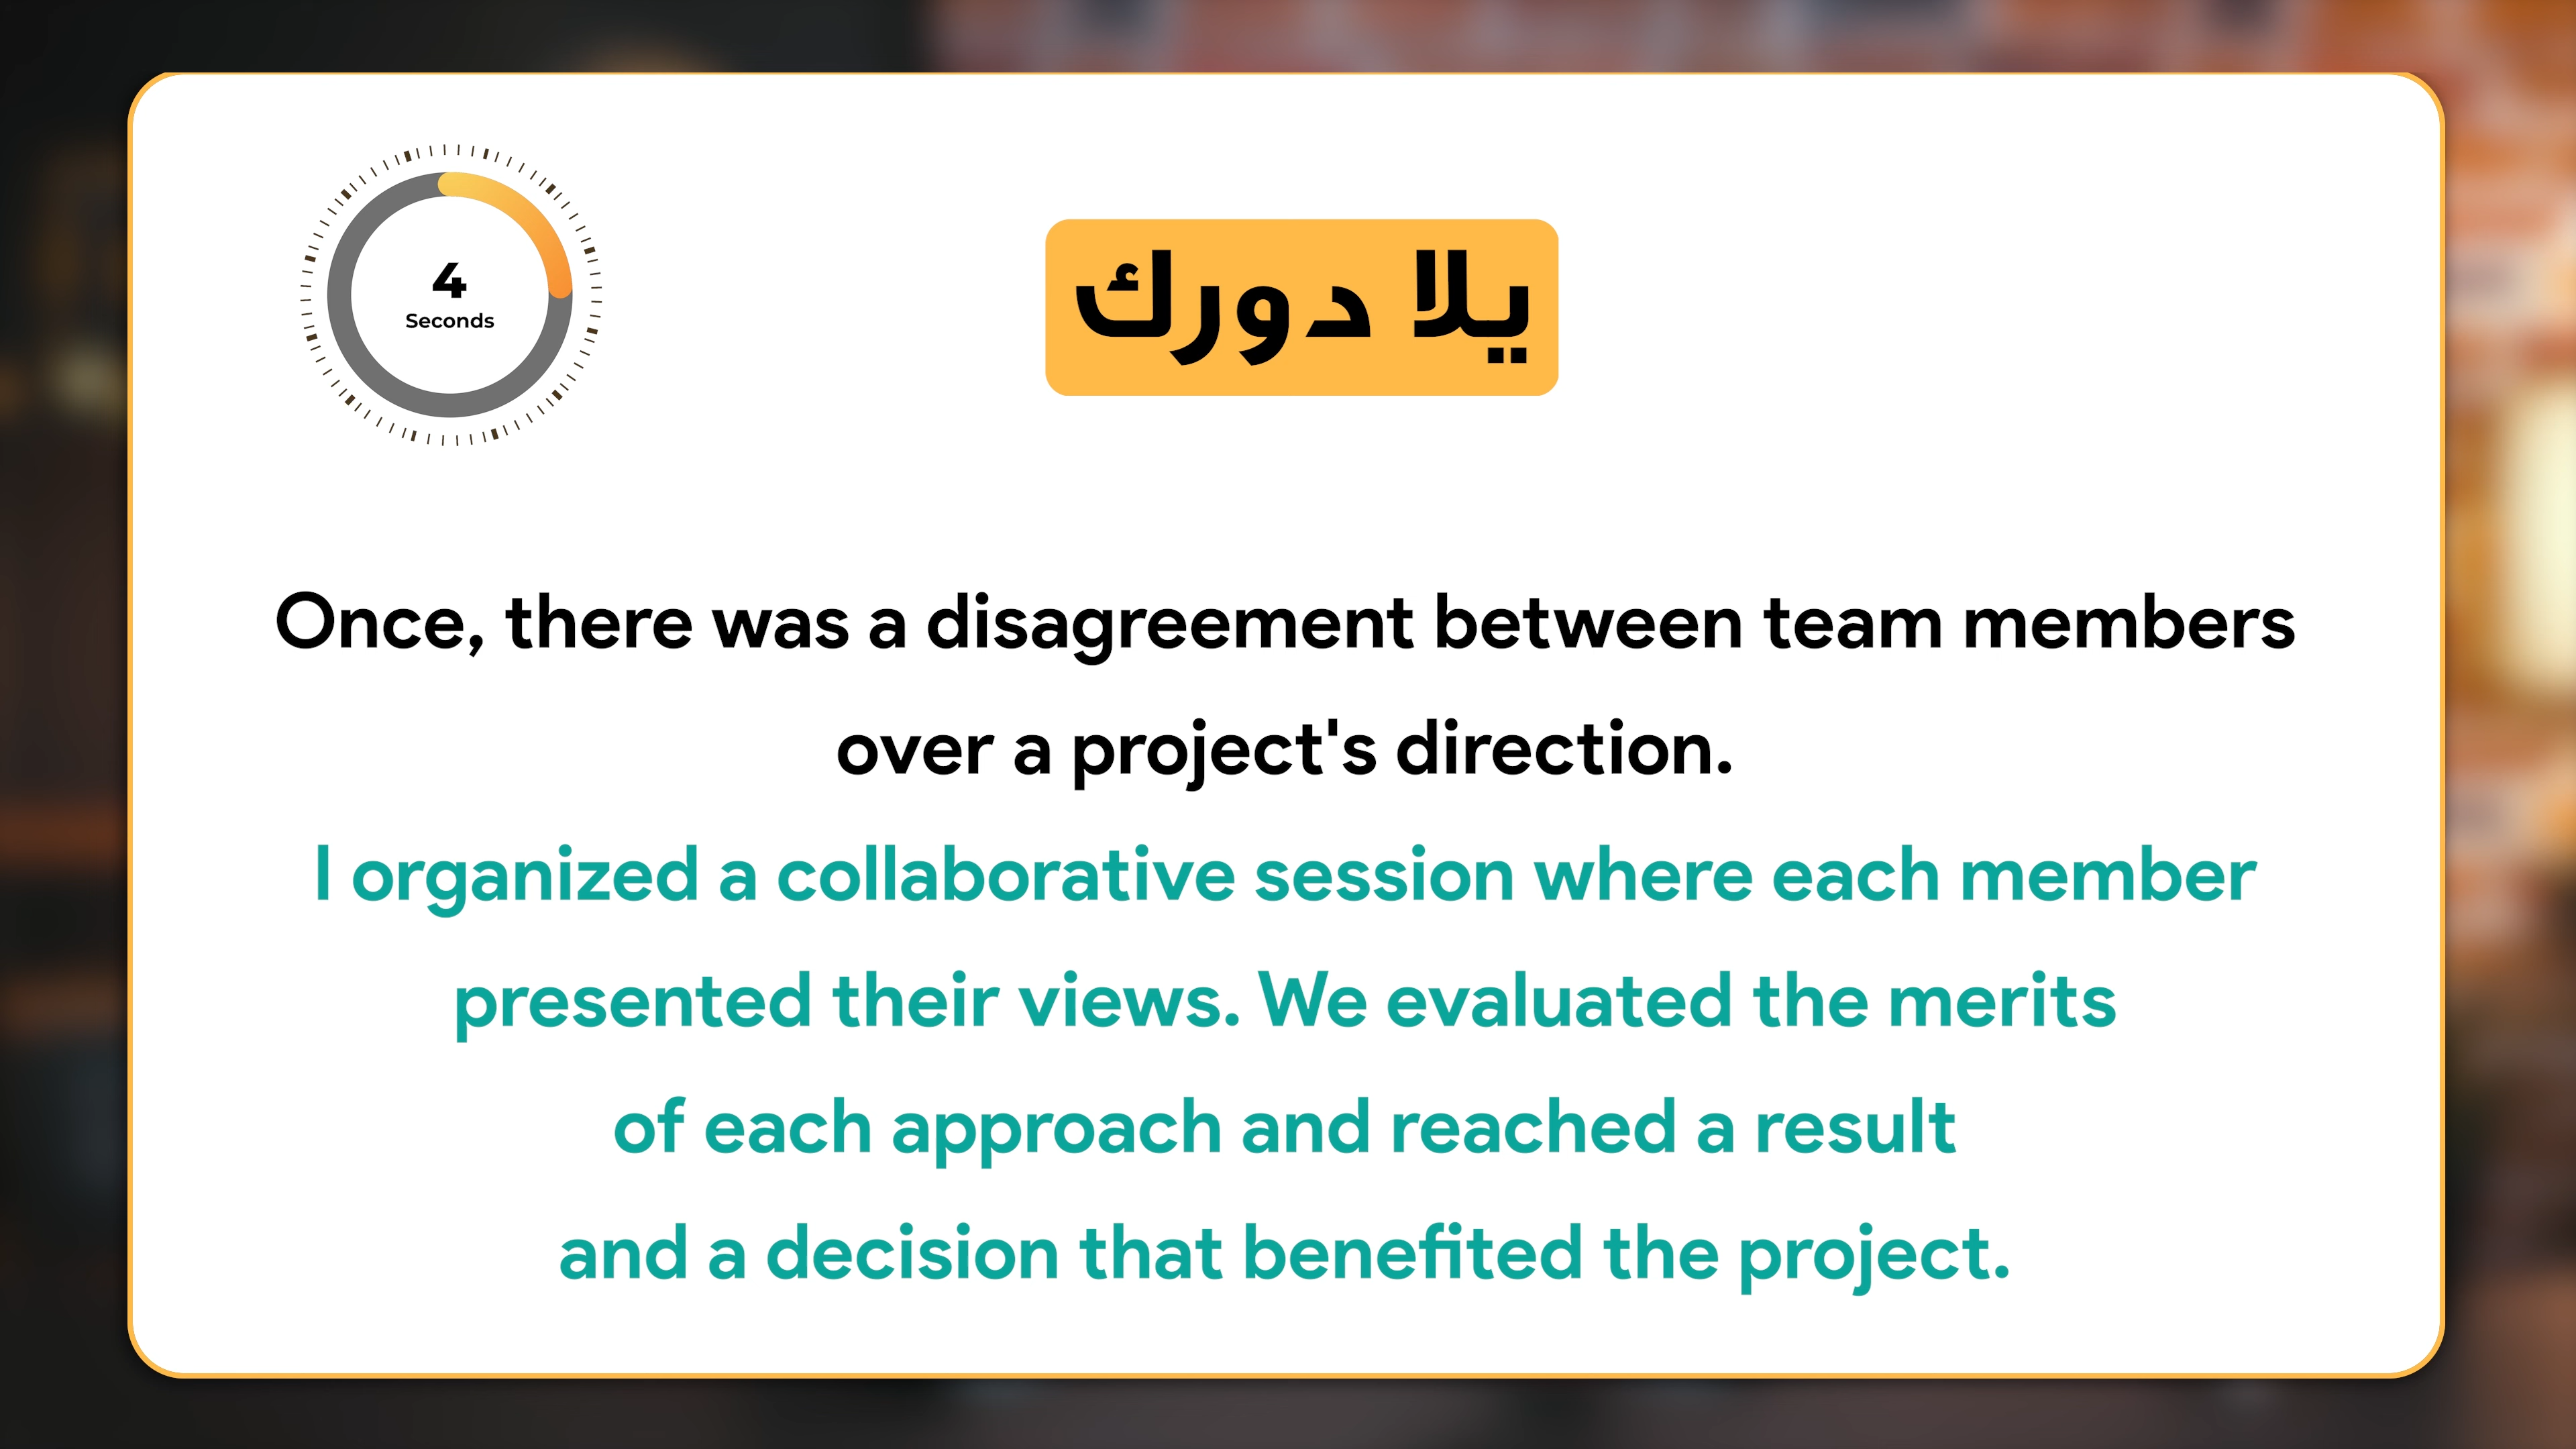 4
Seconds
يلا دورك
Once, there was a disagreement between team members
over a project's direction.
I organized a collaborative session where each member
presented their views. We evaluated the merits
of each approach and reached a result
and a decision that benefited the project.